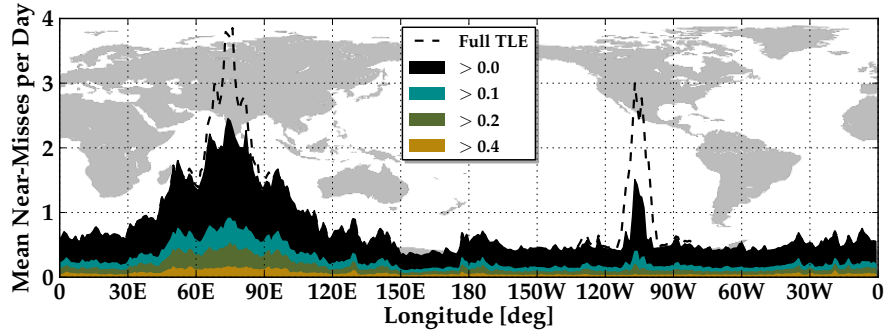 Mean Near-Misses per Day
4
3
2
1
0
Full TLE
> 0.0
> 0.1
> 0.2
> 0.4
0 30E 60E 90E 120E 150E 180 150W 120W 90W 60W 30W 0
Longitude [deg]